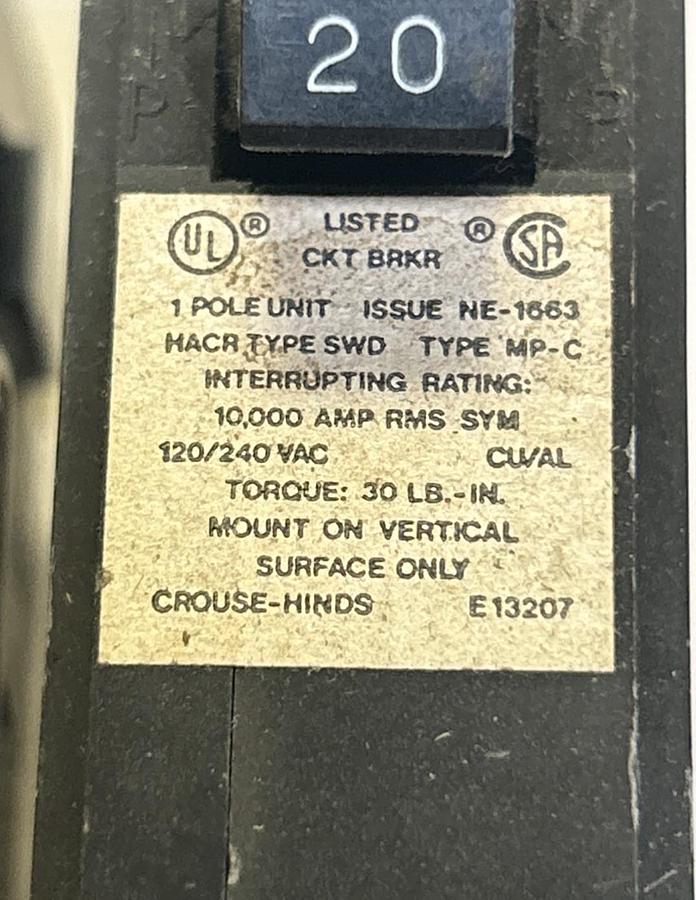 20
UL® LISTED ® SA
CKT BRKR
1 POLE UNIT ISSUE NE-1663
HACR TYPE SWD TYPE MP-C
INTERRUPTING RATING:
10,000 AMP RMS SYM
120/240 VAC CU/AL
TORQUE: 30 LB.-IN.
MOUNT ON VERTICAL
SURFACE ONLY
CROUSE-HINDS E13207